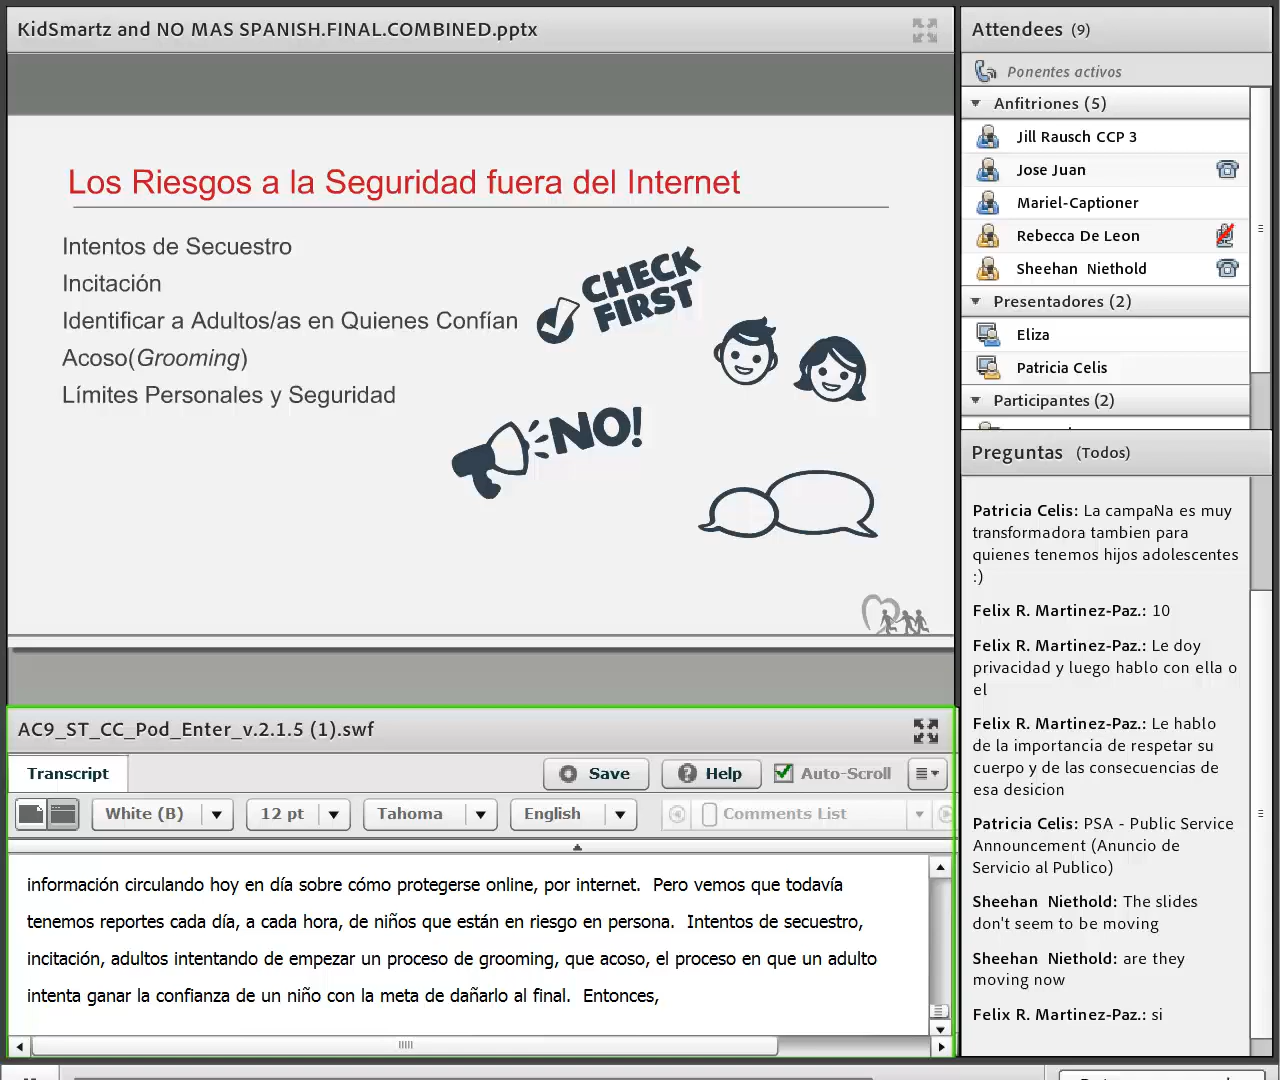 KidSmartz and NO MAS SPANISH.FINAL.COMBINED.pptx
Los Riesgos a la Seguridad fuera del Internet
Intentos de Secuestro
Incitación
Identificar a Adultos/as en Quienes Confían
Acoso(Grooming)
Límites Personales y Seguridad
CHECK
FIRST
NO!
AC9_ST_CC_Pod_Enter_v.2.1.5 (1).swf
Transcript
Save
Help
Auto-Scroll
White (B)
12 pt
Tahoma
English
Comments List
información circulando hoy en día sobre cómo protegerse online, por internet. Pero vemos que todavía
tenemos reportes cada día, a cada hora, de niños que están en riesgo en persona. Intentos de secuestro,
incitación, adultos intentando de empezar un proceso de grooming, que acoso, el proceso en que un adulto
intenta ganar la confianza de un niño con la meta de dañarlo al final. Entonces,
Attendees (9)
Ponentes activos
Anfitriones (5)
Jill Rausch CCP 3
Jose Juan
Mariel-Captioner
Rebecca De Leon
Sheehan Niethold
Presentadores (2)
Eliza
Patricia Celis
Participantes (2)
Preguntas (Todos)
Patricia Celis: La campaNa es muy
transformadora tambien para
quienes tenemos hijos adolescentes
:)
Felix R. Martinez-Paz.: 10
Felix R. Martinez-Paz.: Le doy
privacidad y luego hablo con ella o
el
Felix R. Martinez-Paz.: Le hablo
de la importancia de respetar su
cuerpo y de las consecuencias de
esa desicion
Patricia Celis: PSA - Public Service
Announcement (Anuncio de
Servicio al Publico)
Sheehan Niethold: The slides
don't seem to be moving
Sheehan Niethold: are they
moving now
Felix R. Martinez-Paz.: si